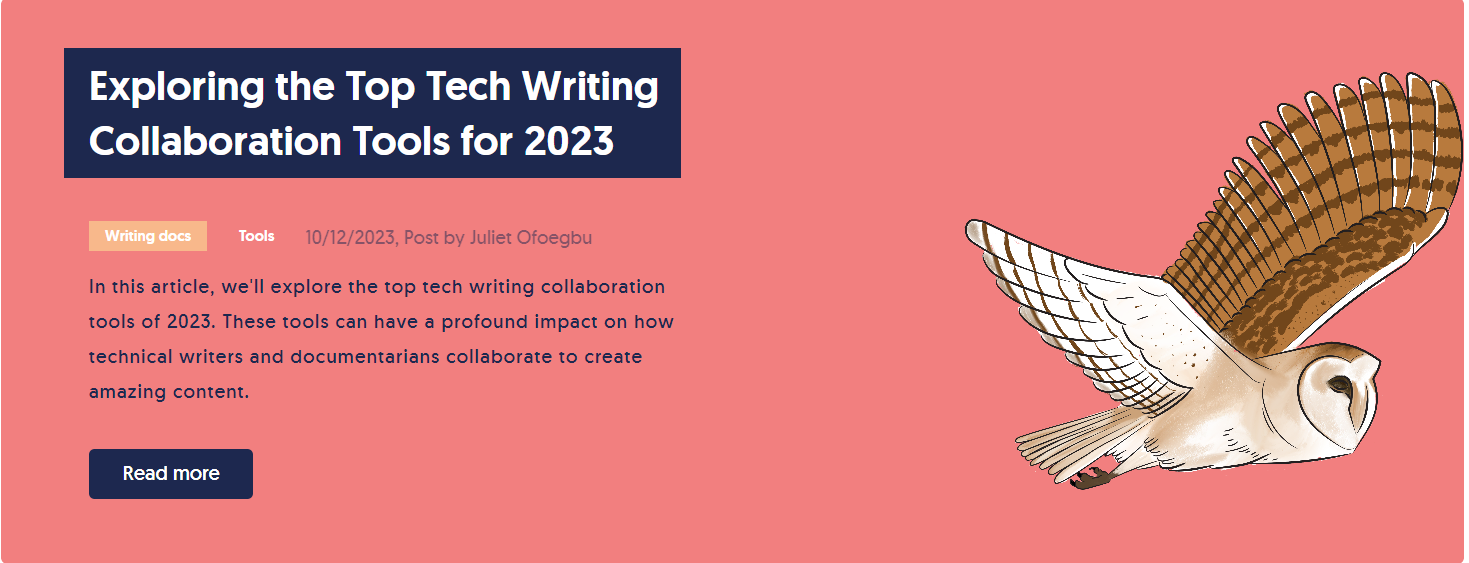 Exploring the Top Tech Writing
Collaboration Tools for 2023
Writing docs Tools 10/12/2023, Post by Juliet Ofoegbu
In this article, we'll explore the top tech writing collaboration
tools of 2023. These tools can have a profound impact on how
technical writers and documentarians collaborate to create
amazing content.
Read more